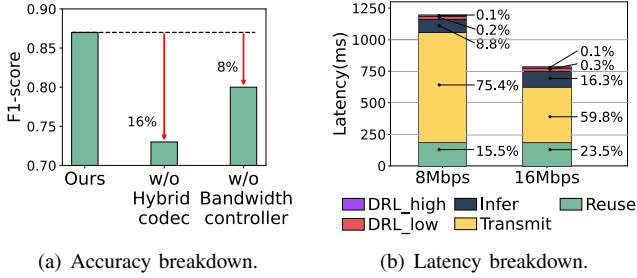 F1-score
0.90
0.85
0.80
0.75
0.70
16%
8%
Ours
w/o
Hybrid
codec
w/o
Bandwidth
controller
(a) Accuracy breakdown.
Latency(ms)
1250
1000
750
500
250
0
0.1%
0.2%
8.8%
75.4%
15.5%
0.1%
0.3%
16.3%
59.8%
23.5%
8Mbps
16Mbps
DRL_high
Infer
Reuse
DRL_low
Transmit
(b) Latency breakdown.